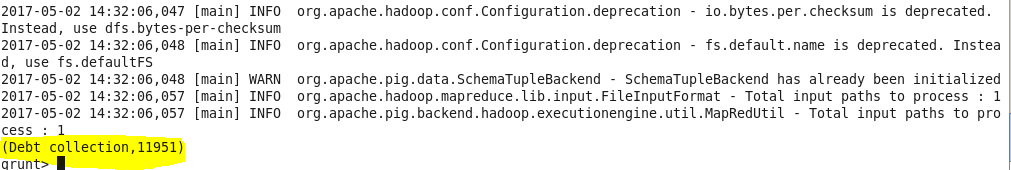 2017-05-02 14:32:06,047 [main] INFO  org.apache.hadoop.conf.Configuration.deprecation - io.bytes.per.checksum is deprecated.
Instead, use dfs.bytes-per-checksum
2017-05-02 14:32:06,048 [main] INFO  org.apache.hadoop.conf.Configuration.deprecation - fs.default.name is deprecated. Instea
d, use fs.defaultFS
2017-05-02 14:32:06,048 [main] WARN  org.apache.pig.data.SchemaTupleBackend - SchemaTupleBackend has already been initialized
2017-05-02 14:32:06,057 [main] INFO  org.apache.hadoop.mapreduce.lib.input.FileInputFormat - Total input paths to process : 1
2017-05-02 14:32:06,057 [main] INFO  org.apache.pig.backend.hadoop.executionengine.util.MapRedUtil - Total input paths to pro
cess : 1
(Debt collection,11951)
grunt>